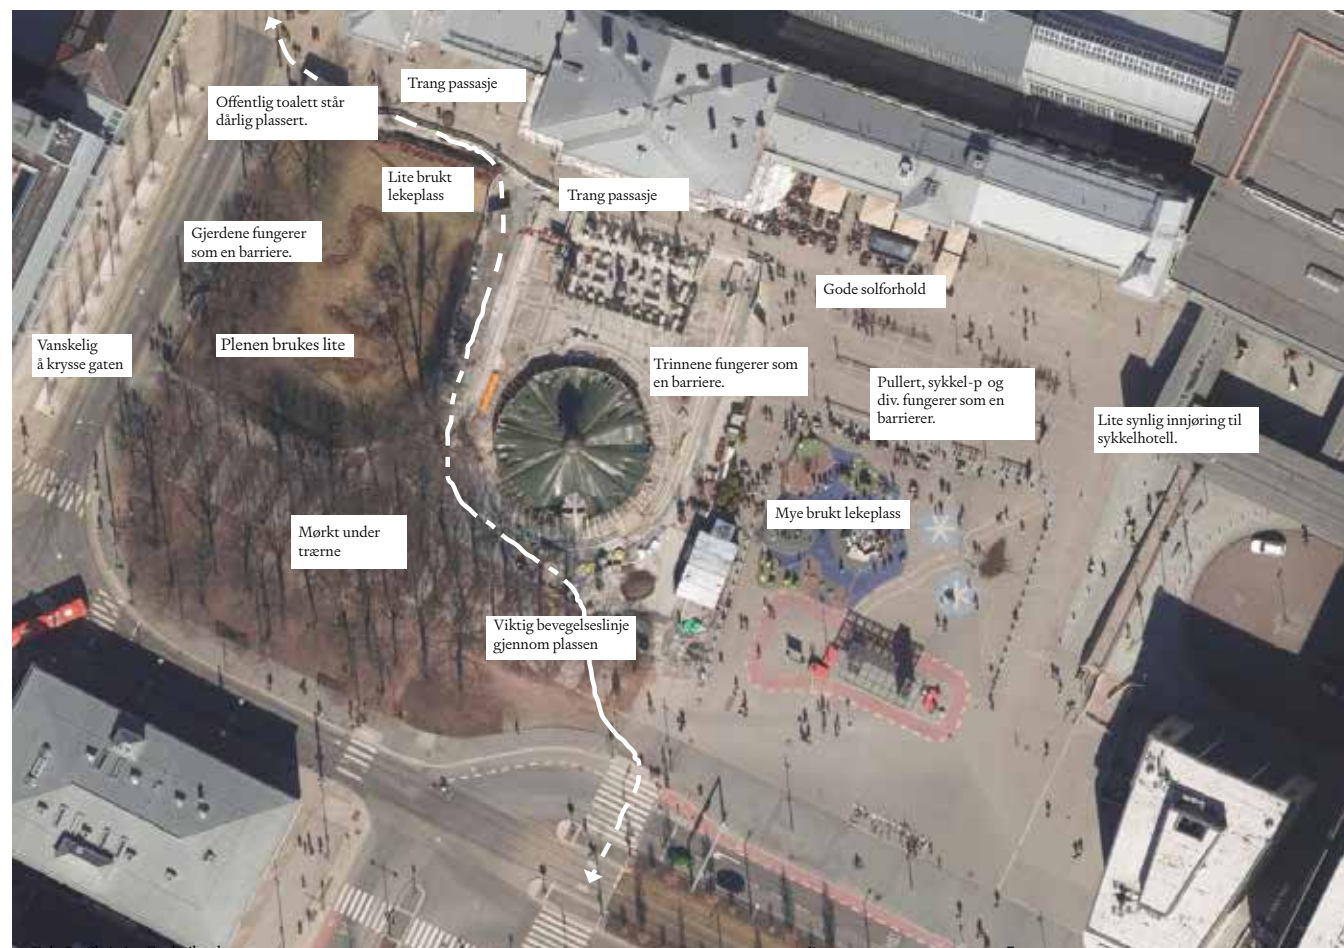 Trang passasje
Offentlig toalett står
dårlig plassert.
Lite brukt
lekeplass
Trang passasje
Gjerdene fungerer
som en barriere.
Gode solforhold
Vanskelig
å krysse gaten
Plenen brukes lite
Trinnene fungerer som
en barriere.
Pullert, sykkel-p og
div. fungerer som en
barrierer.
Lite synlig innjøring til
sykkelhotell.
Mye brukt lekeplass
Mørkt under
trærne
Viktig bevegelseslinje
gjennom plassen